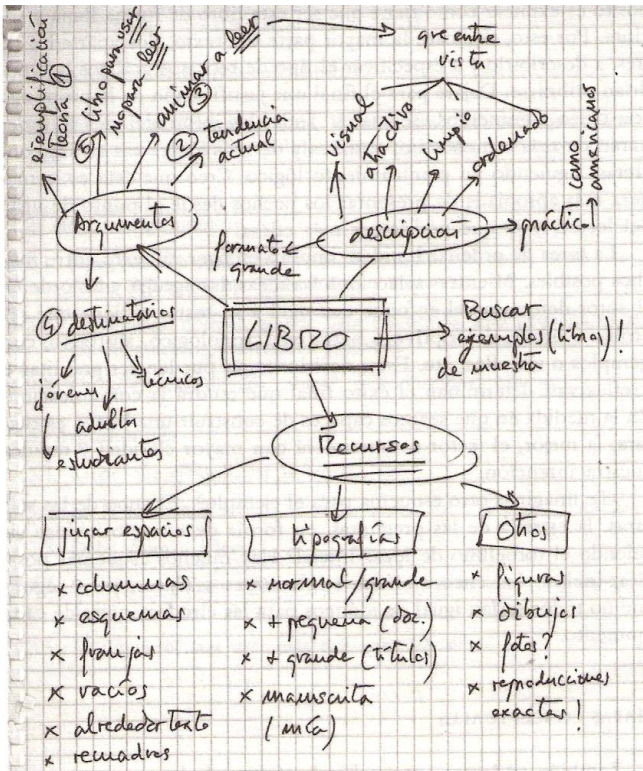 ejemplificación
teoría ①
⑤ libro para usar
no para leer
animar a leer
③
② tendencia
actual
que entre
vista
visual
atractivo
limpio
ordenado
como
americanos
Argumentos
descripción
práctico
formato
grande
④ destinatarios
jóvenes
adultos
técnicos
estudiantes
LIBRO
Buscar
ejemplos (libros)!
de muestra
Recursos
jugar espacios
x columnas
x esquemas
x franjas
x vacíos
x alrededor texto
x recuadros
tipografías
x normal/grande
x + pequeña (doc.)
x + grande (títulos)
x manuscrita
(mía)
Otros
x figuras
x dibujos
x fotos?
x reproducciones
exactas!